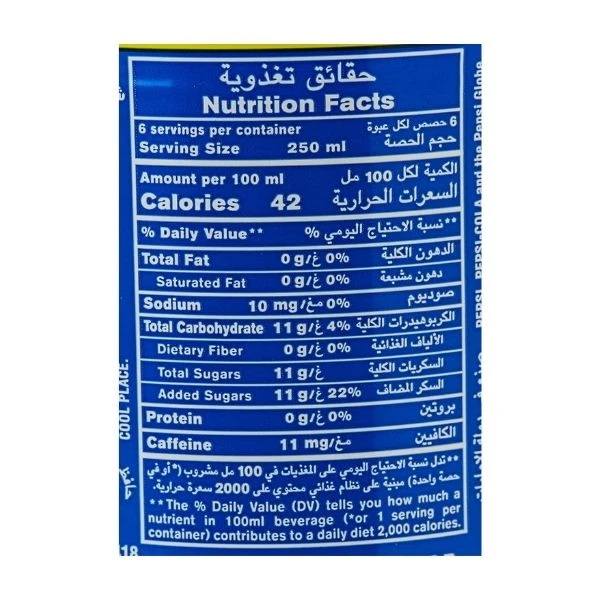 حقائق تغذوية
Nutrition Facts
6 servings per container 6 حصص لكل عبوة
Serving Size 250 ml حجم الحصة
Amount per 100 ml الكمية لكل 100 مل
Calories 42 السعرات الحرارية
% Daily Value** **نسبة الاحتياج اليومي %
Total Fat 0 g/غ 0% الدهون الكلية
Saturated Fat 0 g/غ 0% دهون مشبعة
Sodium 10 mg/مغ 0% صوديوم
Total Carbohydrate 11 g/غ 4% الكربوهيدرات الكلية
Dietary Fiber 0 g/غ 0% الألياف الغذائية
Total Sugars 11 g/غ السكريات الكلية
Added Sugars 11 g/غ 22% السكر المضاف
Protein 0 g/غ 0% بروتين
Caffeine 11 mg/مغ الكافيين
**تدل نسبة الاحتياج اليومي على المغذيات في 100 مل مشروب (*أو في
حصة واحدة) مبنية على نظام غذائي محتوي على 2000 سعرة حرارية.
**The % Daily Value (DV) tells you how much a
nutrient in 100ml beverage (*or 1 serving per
container) contributes to a daily diet 2,000 calories.
COOL PLACE.
PEPSI, PEPSI-COLA and the Pepsi Globe
18